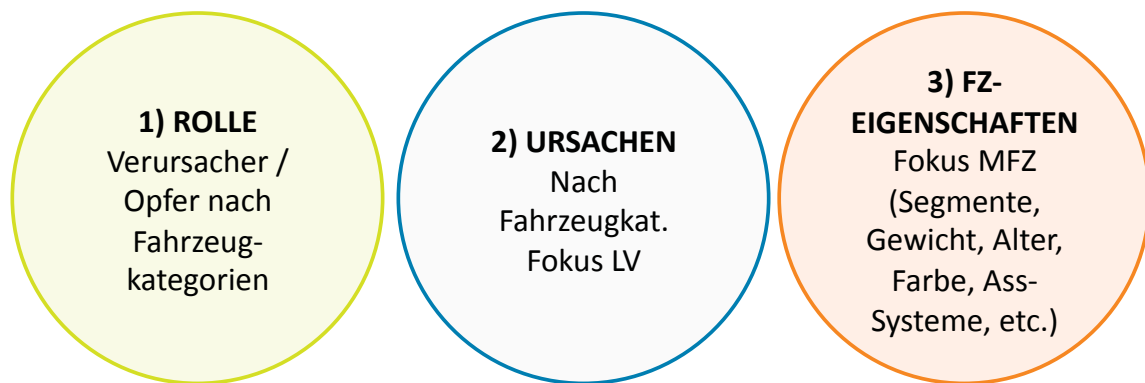 1) ROLLE
Verursacher /
Opfer nach
Fahrzeug-
kategorien
2) URSACHEN
Nach
Fahrzeugkat.
Fokus LV
3) FZ-
EIGENSCHAFTEN
Fokus MFZ
(Segmente,
Gewicht, Alter,
Farbe, Ass-
Systeme, etc.)